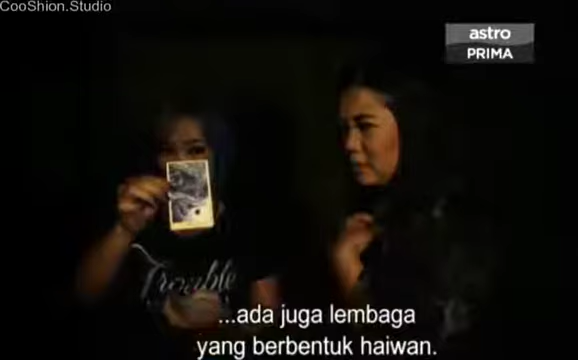 CooShion.Studio
astro
PRIMA
Trouble
...ada juga lembaga
yang berbentuk haiwan.